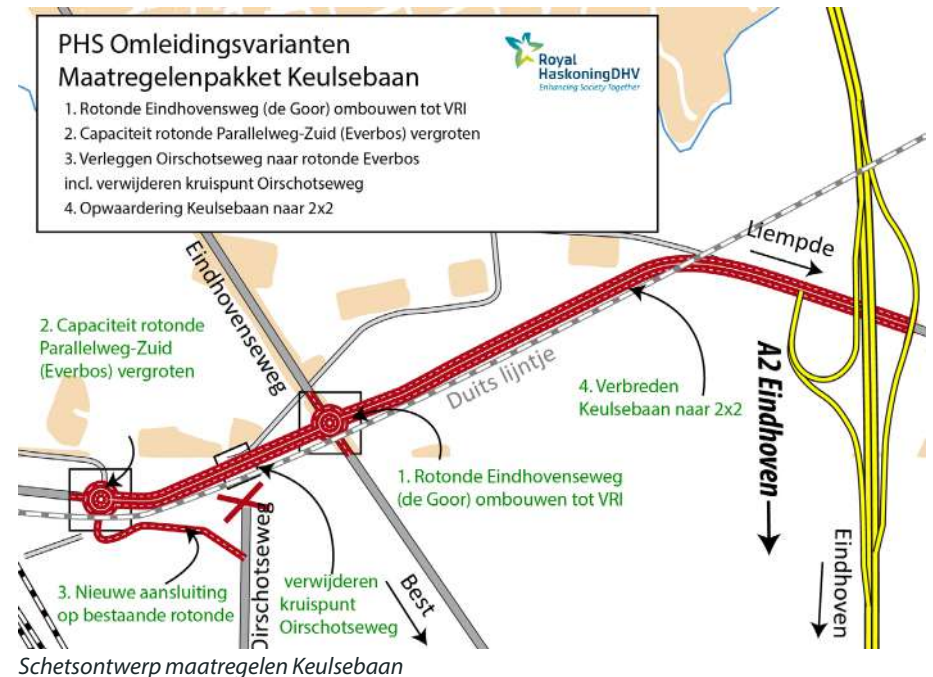 PHS Omleidingsvarianten
Maatregelenpakket Keulsebaan
Royal
HaskoningDHV
Enhancing Society Together
1. Rotonde Eindhovensweg (de Goor) ombouwen tot VRI
2. Capaciteit rotonde Parallelweg-Zuid (Everbos) vergroten
3. Verleggen Oirschotseweg naar rotonde Everbos
incl. verwijderen kruispunt Oirschotseweg
4. Opwaardering Keulsebaan naar 2x2
Eindhovenseweg
Liempde
2. Capaciteit rotonde
Parallelweg-Zuid
(Everbos) vergroten
Duits lijntje
4. Verbreden
Keulsebaan naar 2x2
A2 Eindhoven
1. Rotonde Eindhovenseweg
(de Goor) ombouwen tot VRI
Oirschotseweg
Eindhoven
3. Nieuwe aansluiting
op bestaande rotonde
verwijderen
kruispunt
Oirschotseweg
Best
Schetsontwerp maatregelen Keulsebaan